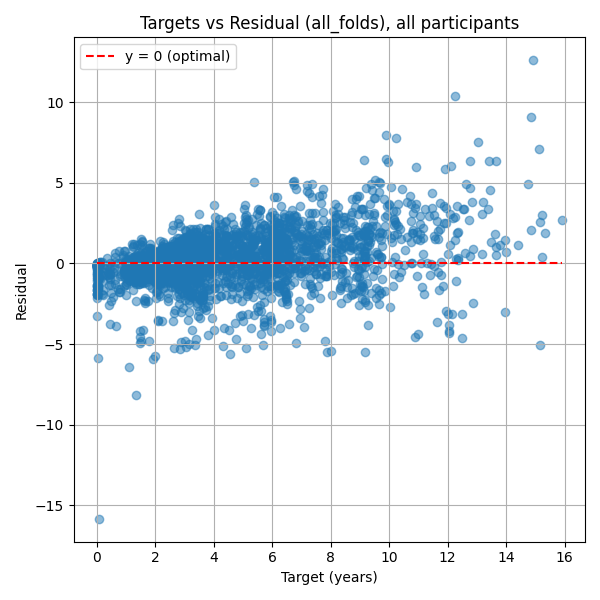 Targets vs Residual (all_folds), all participants
y = 0 (optimal)
10
5
0
−5
−10
−15
Residual
0 2 4 6 8 10 12 14 16
Target (years)